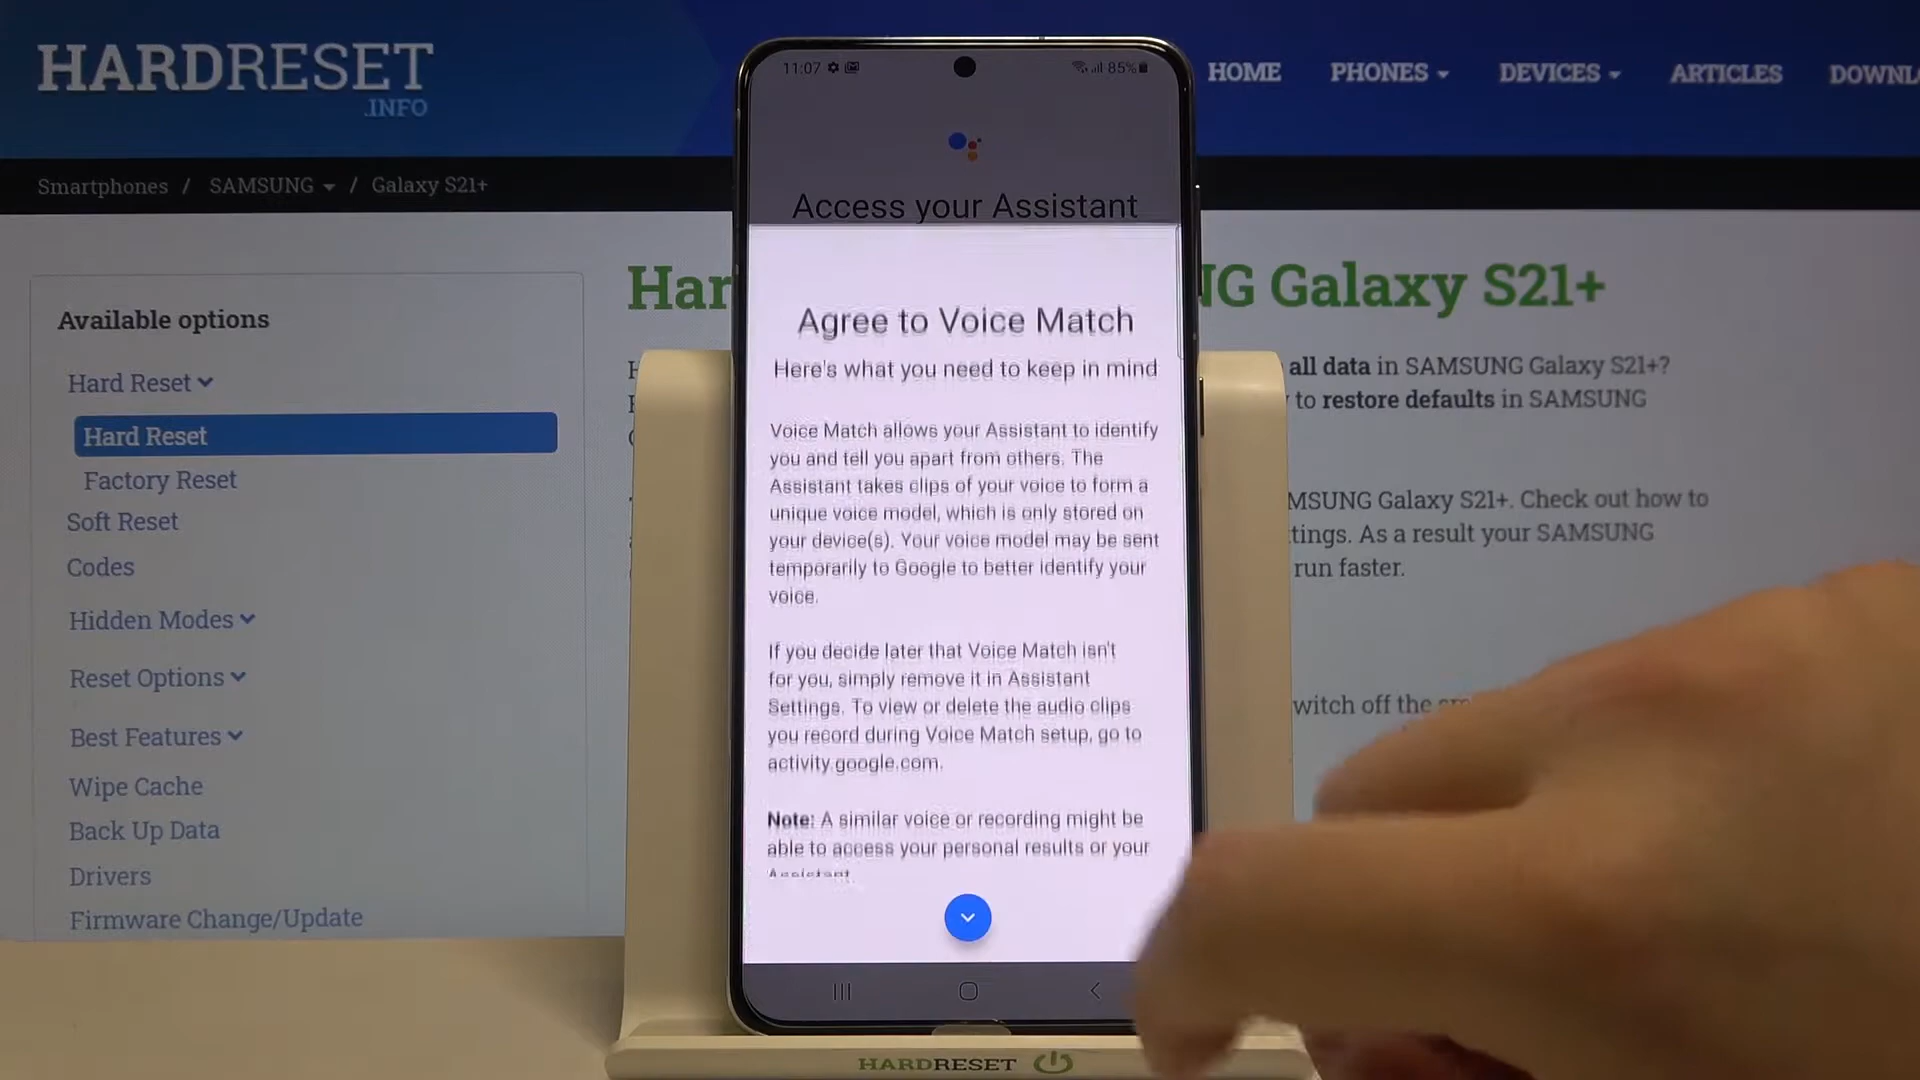 HARDRESET
.INFO
HOME PHONES DEVICES ARTICLES DOWNL
Smartphones / SAMSUNG / Galaxy S21+
Available options
Hard Reset
Hard Reset
Factory Reset
Soft Reset
Codes
Hidden Modes
Reset Options
Best Features
Wipe Cache
Back Up Data
Drivers
Firmware Change/Update
Har
NG Galaxy S21+
all data in SAMSUNG Galaxy S21+?
to restore defaults in SAMSUNG
MSUNG Galaxy S21+. Check out how to
tings. As a result your SAMSUNG
run faster.
witch off the
11:07 85%
Access your Assistant
Agree to Voice Match
Here's what you need to keep in mind
Voice Match allows your Assistant to identify
you and tell you apart from others. The
Assistant takes clips of your voice to form a
unique voice model, which is only stored on
your device(s). Your voice model may be sent
temporarily to Google to better identify your
voice.
If you decide later that Voice Match isn't
for you, simply remove it in Assistant
Settings. To view or delete the audio clips
you record during Voice Match setup, go to
activity.google.com.
Note: A similar voice or recording might be
able to access your personal results or your
Assistant.
HARDRESET